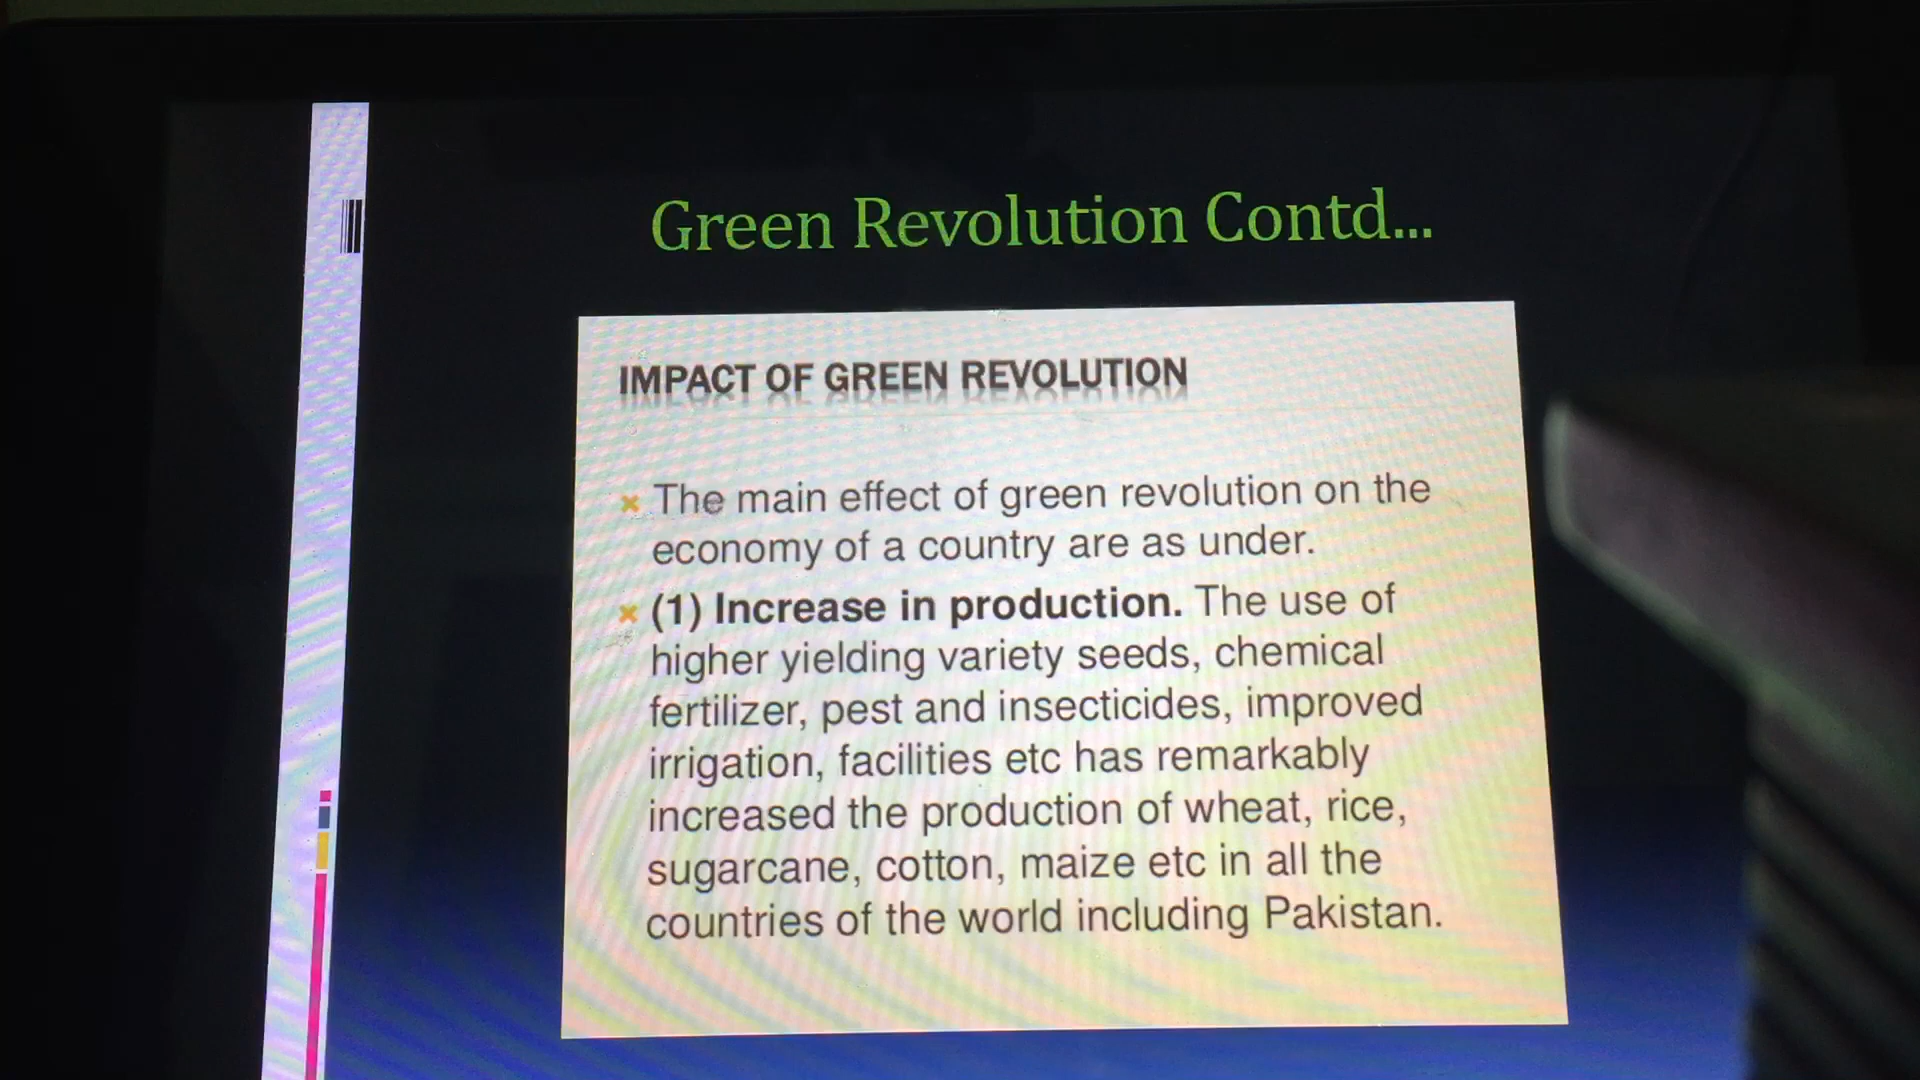 Green Revolution Contd...
IMPACT OF GREEN REVOLUTION
The main effect of green revolution on the
economy of a country are as under.
(1) Increase in production. The use of
higher yielding variety seeds, chemical
fertilizer, pest and insecticides, improved
irrigation, facilities etc has remarkably
increased the production of wheat, rice,
sugarcane, cotton, maize etc in all the
countries of the world including Pakistan.